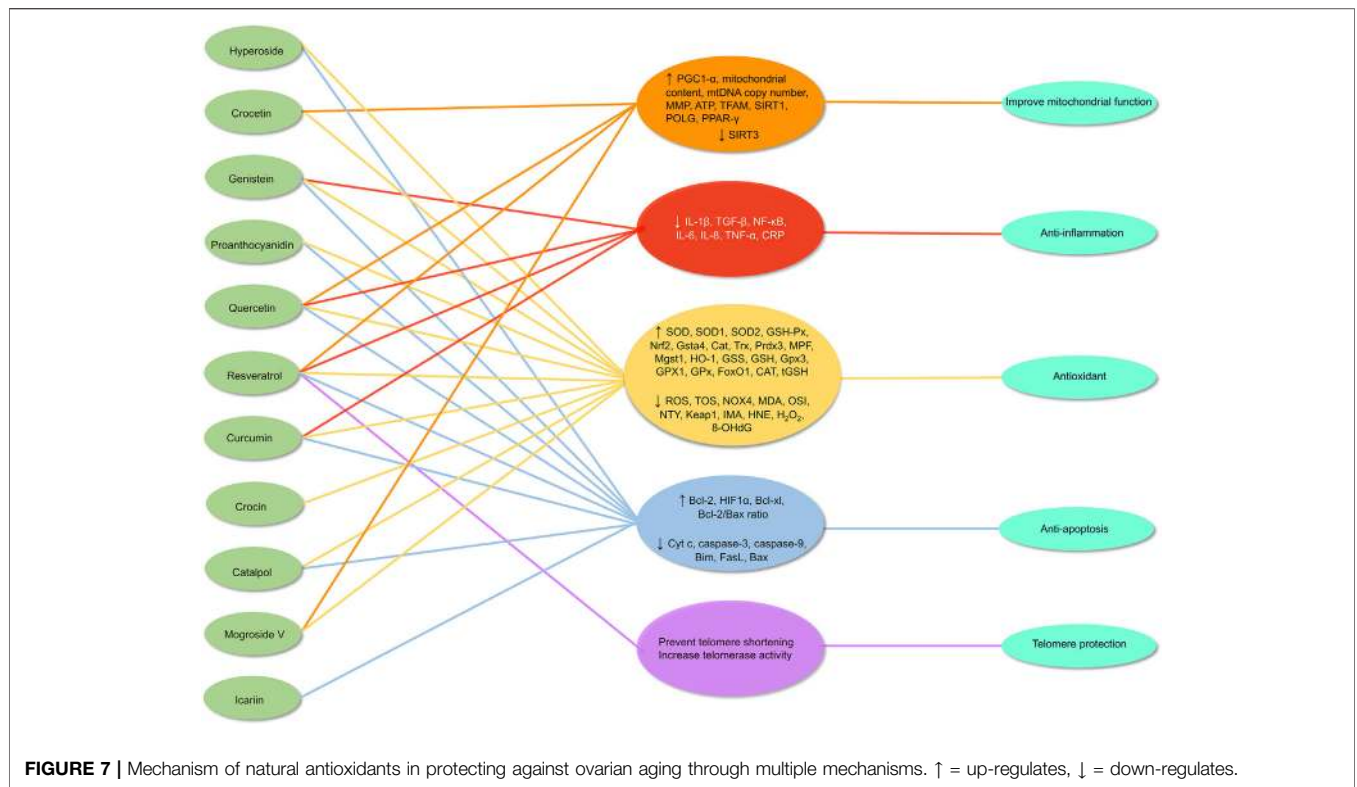 Hyperoside
Crocetin
Genistein
Proanthocyanidin
Quercetin
Resveratrol
Curcumin
Crocin
Catalpol
Mogroside V
Icariin
↑ PGC1-α, mitochondrial
content, mtDNA copy number,
MMP, ATP, TFAM, SIRT1,
POLG, PPAR-γ
↓ SIRT3
↓ IL-1β, TGF-β, NF-κB,
IL-6, IL-8, TNF-α, CRP
↑ SOD, SOD1, SOD2, GSH-Px,
Nrf2, Gsta4, Cat, Trx, Prdx3, MPF,
Mgst1, HO-1, GSS, GSH, Gpx3,
GPX1, GPx, FoxO1, CAT, tGSH
↓ ROS, TOS, NOX4, MDA, OSI,
NTY, Keap1, IMA, HNE, H₂O₂,
8-OHdG
↑ Bcl-2, HIF1α, Bcl-xl,
Bcl-2/Bax ratio
↓ Cyt c, caspase-3, caspase-9,
Bim, FasL, Bax
Prevent telomere shortening
Increase telomerase activity
Improve mitochondrial function
Anti-inflammation
Antioxidant
Anti-apoptosis
Telomere protection
FIGURE 7 | Mechanism of natural antioxidants in protecting against ovarian aging through multiple mechanisms. ↑ = up-regulates, ↓ = down-regulates.